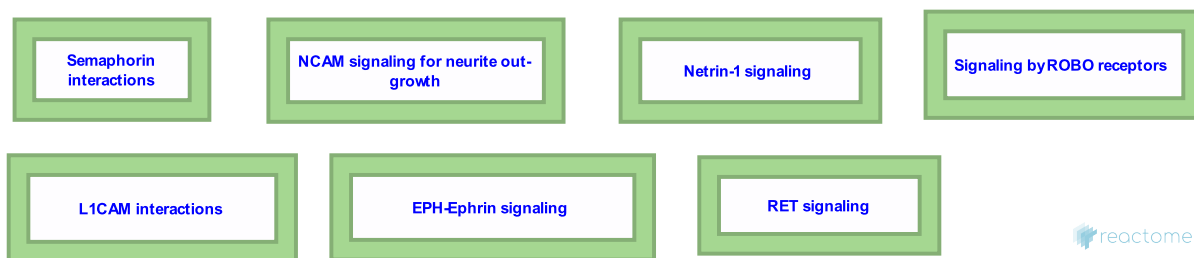 Semaphorin
interactions
NCAM signaling for neurite out-
growth
Netrin-1 signaling
Signaling by ROBO receptors
L1CAM interactions
EPH-Ephrin signaling
RET signaling
reactome